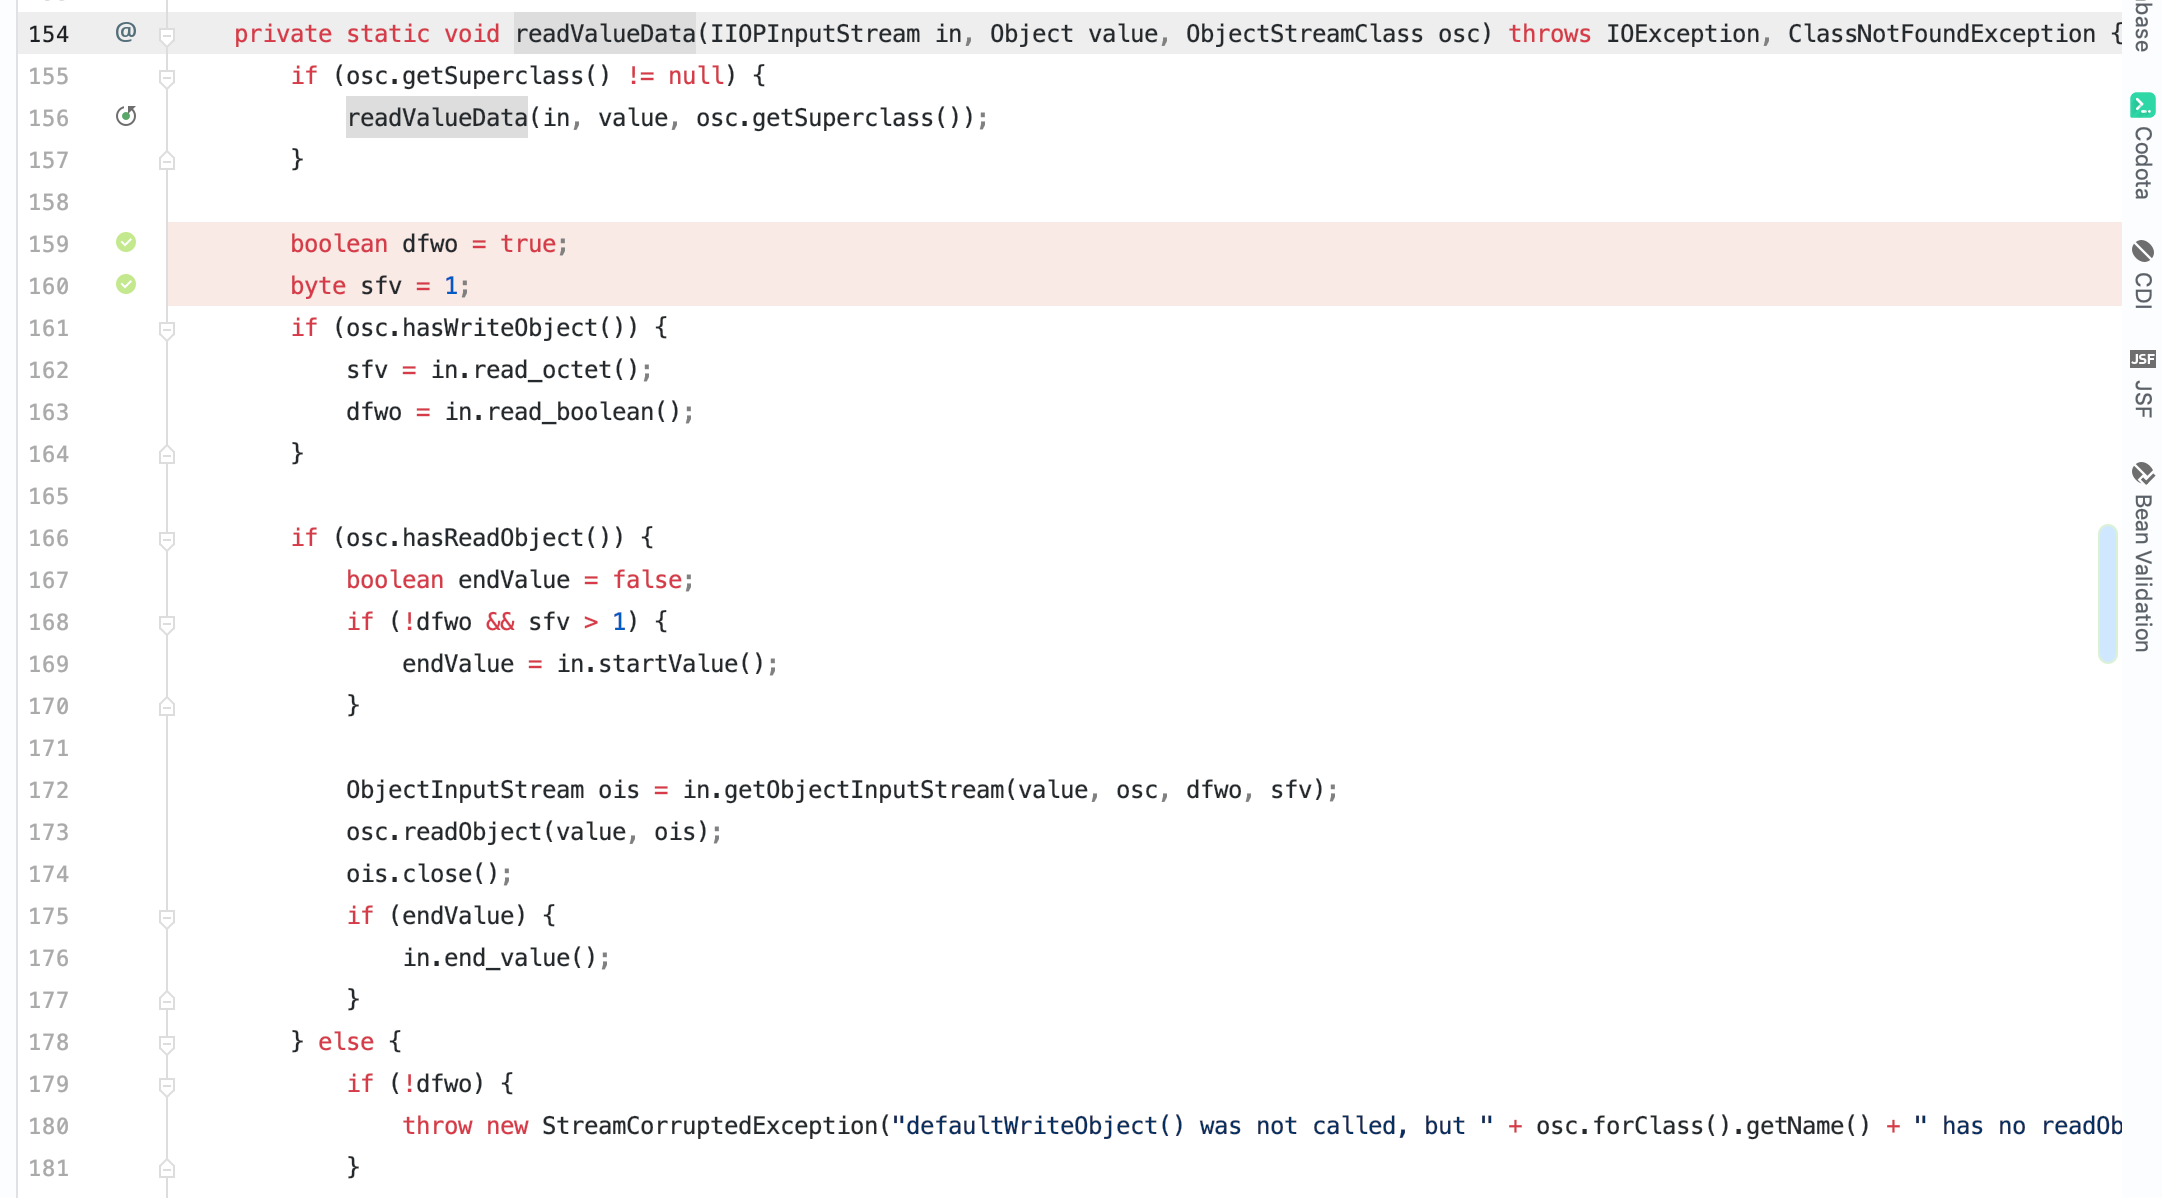 154 @ private static void readValueData(IIOPInputStream in, Object value, ObjectStreamClass osc) throws IOException, ClassNotFoundException {
155 if (osc.getSuperclass() != null) {
156 readValueData(in, value, osc.getSuperclass());
157 }
158
159 boolean dfwo = true;
160 byte sfv = 1;
161 if (osc.hasWriteObject()) {
162 sfv = in.read_octet();
163 dfwo = in.read_boolean();
164 }
165
166 if (osc.hasReadObject()) {
167 boolean endValue = false;
168 if (!dfwo && sfv > 1) {
169 endValue = in.startValue();
170 }
171
172 ObjectInputStream ois = in.getObjectInputStream(value, osc, dfwo, sfv);
173 osc.readObject(value, ois);
174 ois.close();
175 if (endValue) {
176 in.end_value();
177 }
178 } else {
179 if (!dfwo) {
180 throw new StreamCorruptedException("defaultWriteObject() was not called, but " + osc.forClass().getName() + " has no readOb
181 }
base
Codota
CDI
JSF
JSF
Bean Validation